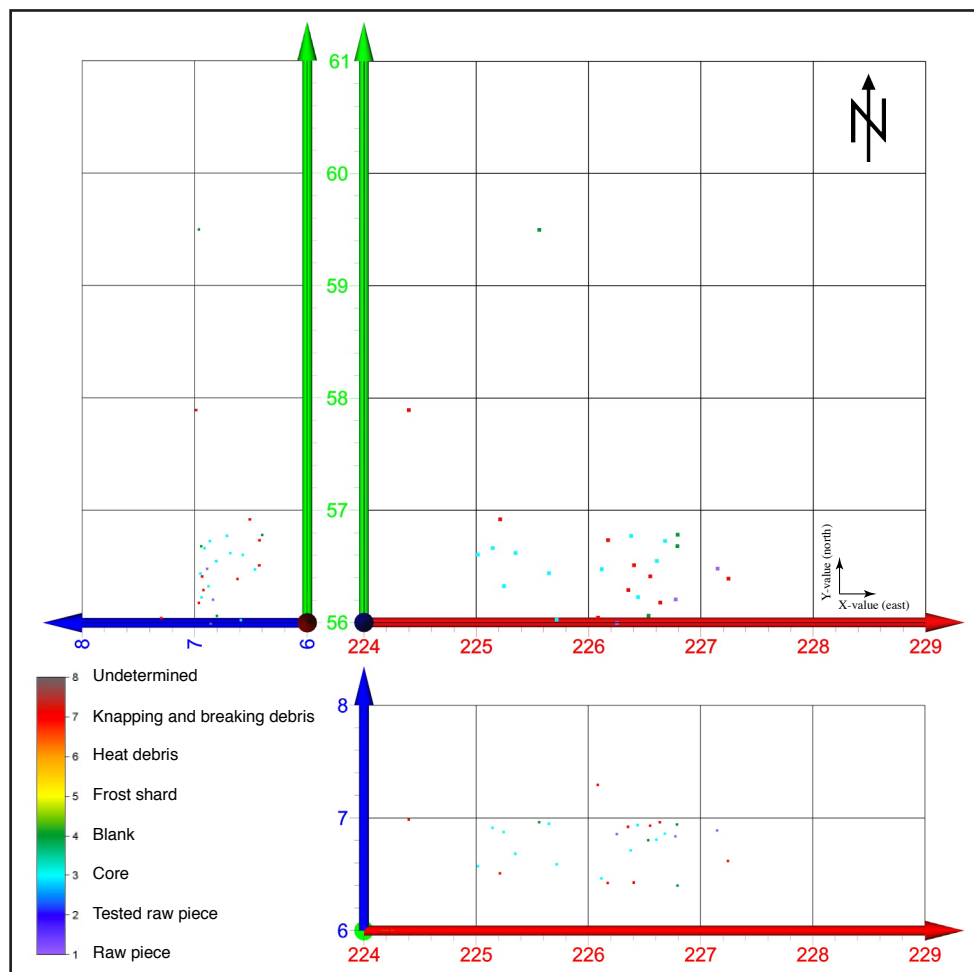 61
60
59
58
57
56
N
Y-value (north)
X-value (east)
8 7 6
224 225 226 227 228 229
8
7
6
224 225 226 227 228 229
8 Undetermined
7 Knapping and breaking debris
6 Heat debris
5 Frost shard
4 Blank
3 Core
2 Tested raw piece
1 Raw piece